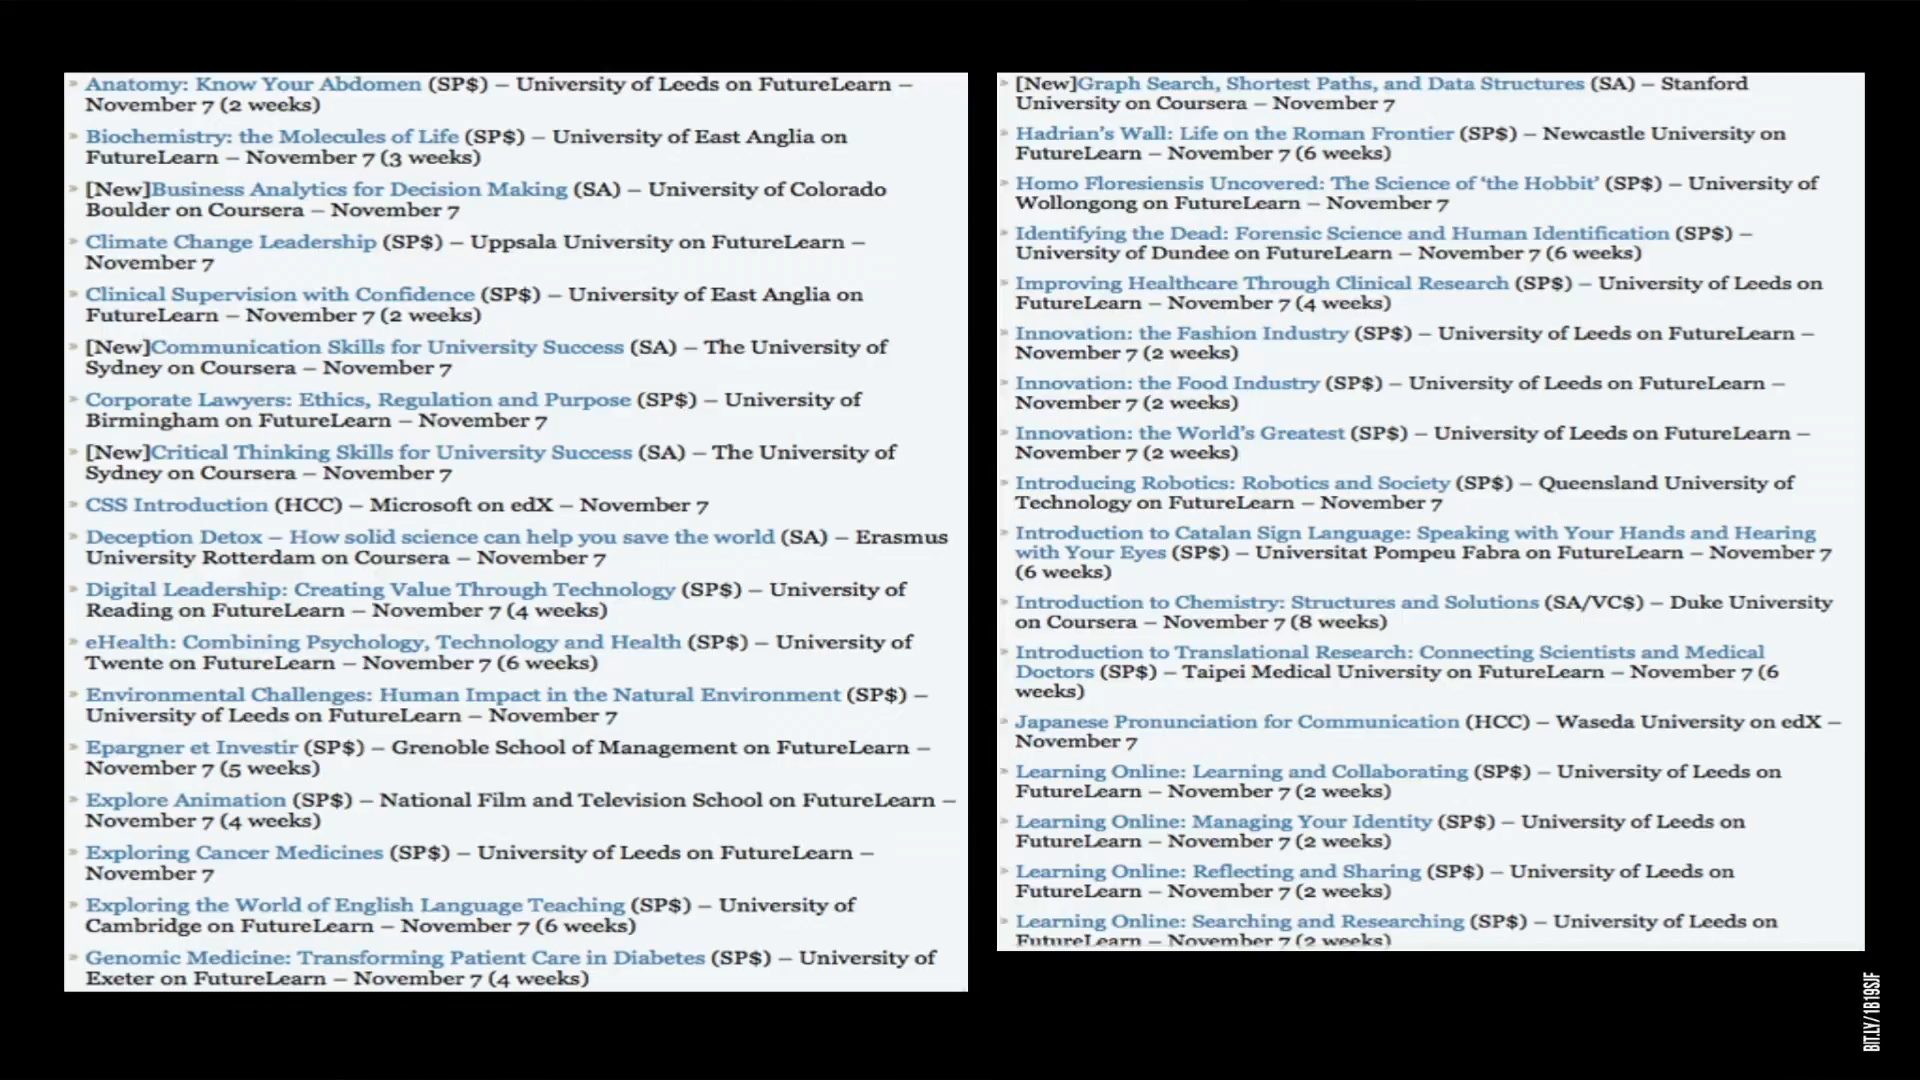 Anatomy: Know Your Abdomen (SP$) – University of Leeds on FutureLearn –
November 7 (2 weeks)
Biochemistry: the Molecules of Life (SP$) – University of East Anglia on
FutureLearn – November 7 (3 weeks)
[New]Business Analytics for Decision Making (SA) – University of Colorado
Boulder on Coursera – November 7
Climate Change Leadership (SP$) – Uppsala University on FutureLearn –
November 7
Clinical Supervision with Confidence (SP$) – University of East Anglia on
FutureLearn – November 7 (2 weeks)
[New]Communication Skills for University Success (SA) – The University of
Sydney on Coursera – November 7
Corporate Lawyers: Ethics, Regulation and Purpose (SP$) – University of
Birmingham on FutureLearn – November 7
[New]Critical Thinking Skills for University Success (SA) – The University of
Sydney on Coursera – November 7
CSS Introduction (HCC) – Microsoft on edX – November 7
Deception Detox – How solid science can help you save the world (SA) – Erasmus
University Rotterdam on Coursera – November 7
Digital Leadership: Creating Value Through Technology (SP$) – University of
Reading on FutureLearn – November 7 (4 weeks)
eHealth: Combining Psychology, Technology and Health (SP$) – University of
Twente on FutureLearn – November 7 (6 weeks)
Environmental Challenges: Human Impact in the Natural Environment (SP$) –
University of Leeds on FutureLearn – November 7
Epargner et Investir (SP$) – Grenoble School of Management on FutureLearn –
November 7 (5 weeks)
Explore Animation (SP$) – National Film and Television School on FutureLearn –
November 7 (4 weeks)
Exploring Cancer Medicines (SP$) – University of Leeds on FutureLearn –
November 7
Exploring the World of English Language Teaching (SP$) – University of
Cambridge on FutureLearn – November 7 (6 weeks)
Genomic Medicine: Transforming Patient Care in Diabetes (SP$) – University of
Exeter on FutureLearn – November 7 (4 weeks)
[New]Graph Search, Shortest Paths, and Data Structures (SA) – Stanford
University on Coursera – November 7
Hadrian’s Wall: Life on the Roman Frontier (SP$) – Newcastle University on
FutureLearn – November 7 (6 weeks)
Homo Floresiensis Uncovered: The Science of ‘the Hobbit’ (SP$) – University of
Wollongong on FutureLearn – November 7
Identifying the Dead: Forensic Science and Human Identification (SP$) –
University of Dundee on FutureLearn – November 7 (6 weeks)
Improving Healthcare Through Clinical Research (SP$) – University of Leeds on
FutureLearn – November 7 (4 weeks)
Innovation: the Fashion Industry (SP$) – University of Leeds on FutureLearn –
November 7 (2 weeks)
Innovation: the Food Industry (SP$) – University of Leeds on FutureLearn –
November 7 (2 weeks)
Innovation: the World’s Greatest (SP$) – University of Leeds on FutureLearn –
November 7 (2 weeks)
Introducing Robotics: Robotics and Society (SP$) – Queensland University of
Technology on FutureLearn – November 7
Introduction to Catalan Sign Language: Speaking with Your Hands and Hearing
with Your Eyes (SP$) – Universitat Pompeu Fabra on FutureLearn – November 7
(6 weeks)
Introduction to Chemistry: Structures and Solutions (SA/VC$) – Duke University
on Coursera – November 7 (8 weeks)
Introduction to Translational Research: Connecting Scientists and Medical
Doctors (SP$) – Taipei Medical University on FutureLearn – November 7 (6
weeks)
Japanese Pronunciation for Communication (HCC) – Waseda University on edX –
November 7
Learning Online: Learning and Collaborating (SP$) – University of Leeds on
FutureLearn – November 7 (2 weeks)
Learning Online: Managing Your Identity (SP$) – University of Leeds on
FutureLearn – November 7 (2 weeks)
Learning Online: Reflecting and Sharing (SP$) – University of Leeds on
FutureLearn – November 7 (2 weeks)
Learning Online: Searching and Researching (SP$) – University of Leeds on
FutureLearn – November 7 (2 weeks)
BIT.LY/1B19SJF